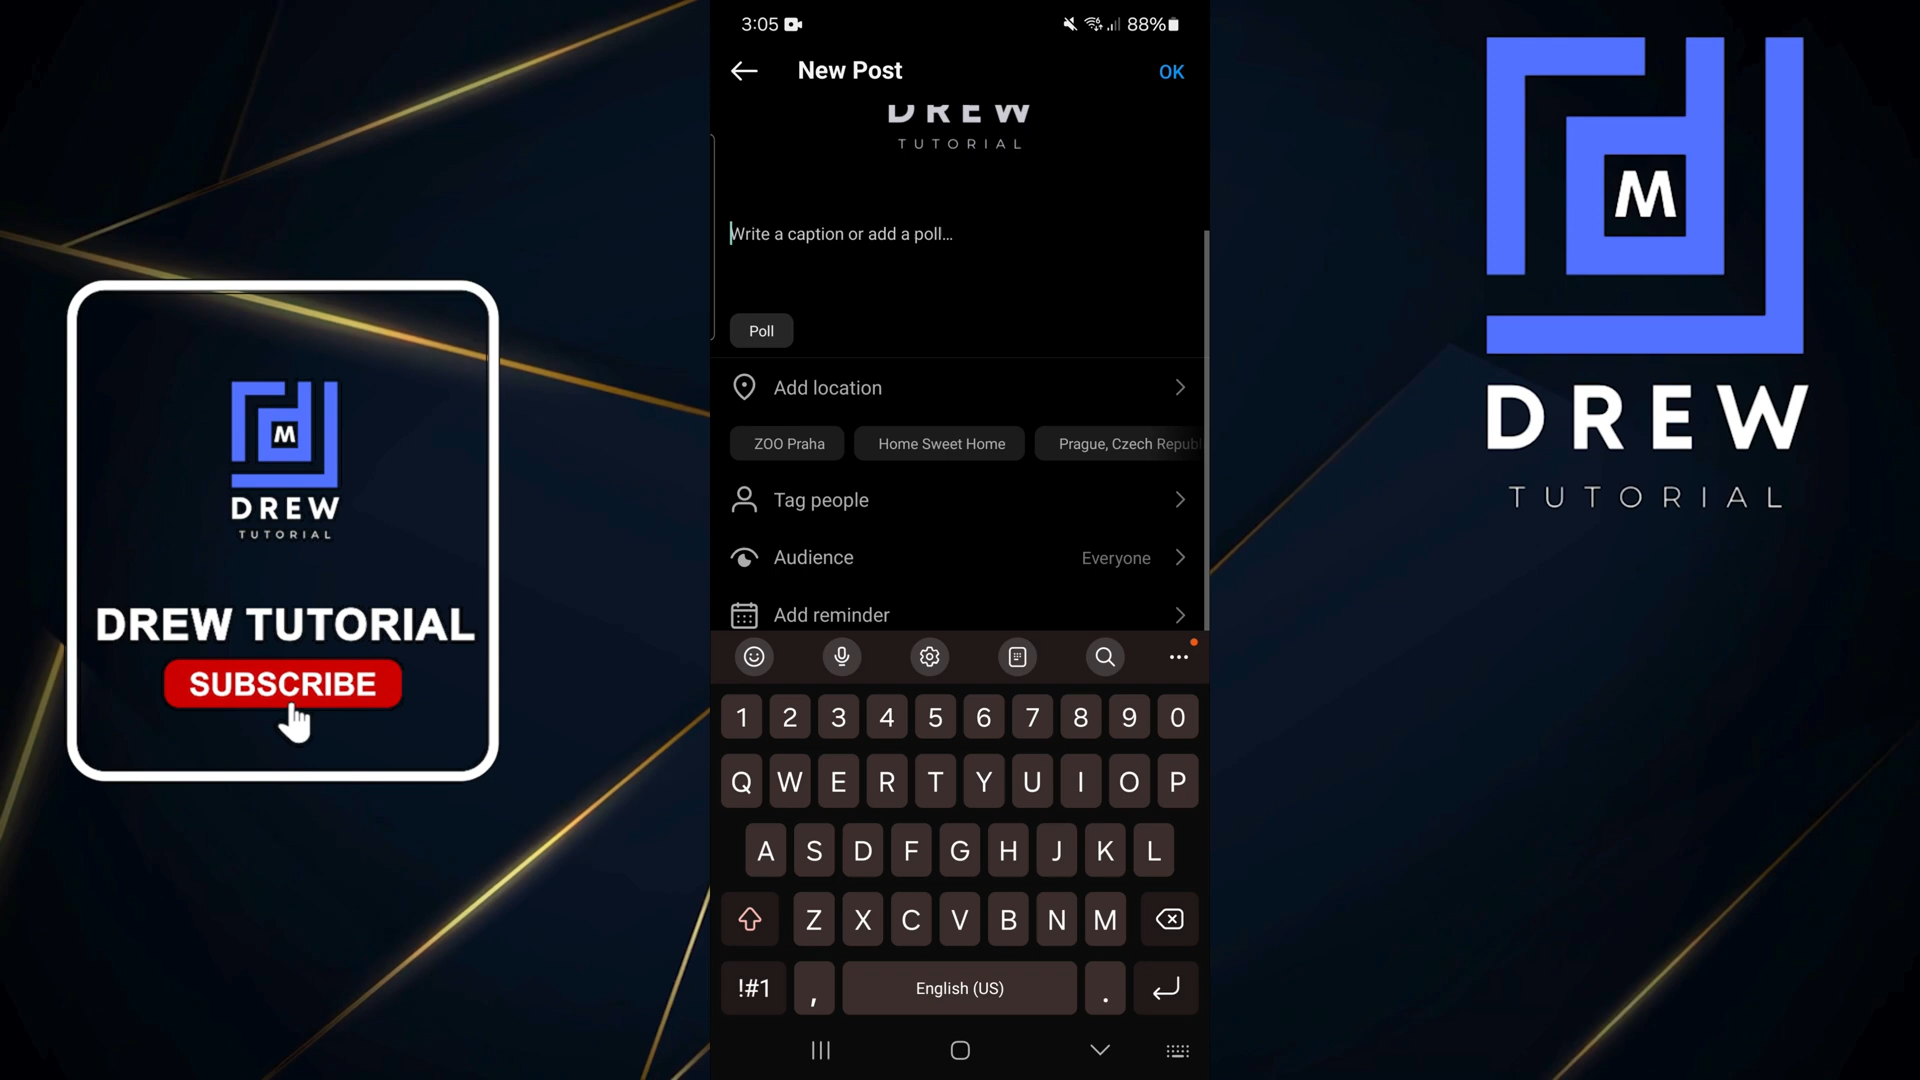 3:05
88%
New Post
OK
DREW
TUTORIAL
Write a caption or add a poll...
Poll
Add location
ZOO Praha
Home Sweet Home
Prague, Czech Republ
Tag people
Audience
Everyone
Add reminder
1 2 3 4 5 6 7 8 9 0
Q W E R T Y U I O P
A S D F G H J K L
Z X C V B N M
!#1 , English (US) .
M
DREW
TUTORIAL
DREW TUTORIAL
SUBSCRIBE
M
DREW
TUTORIAL